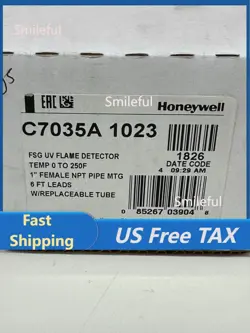 Smileful
EAC
Honeywell
C7035A 1023
FSG UV FLAME DETECTOR
TEMP 0 TO 250F
1" FEMALE NPT PIPE MTG
6 FT LEADS
W/REPLACEABLE TUBE
1826
DATE CODE
4 09:29 AM
0 85267 03904 8
Smileful
Fast
Shipping
US Free TAX
Smileful